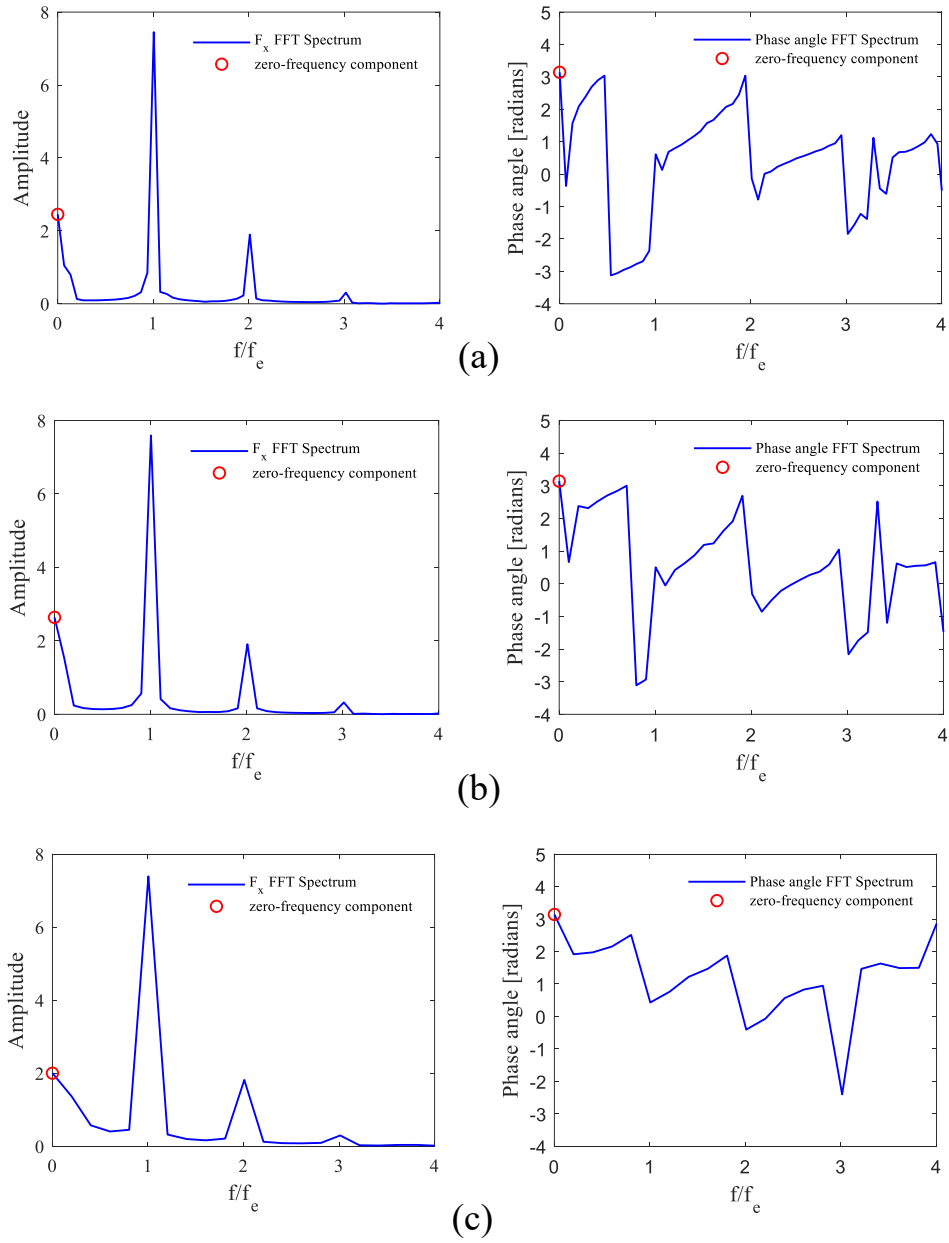 8
6
4
2
0
0
1
2
3
4
Amplitude
f/f_e
F_x FFT Spectrum
zero-frequency component
5
4
3
2
1
0
-1
-2
-3
-4
0
1
2
3
4
Phase angle [radians]
f/f_e
Phase angle FFT Spectrum
zero-frequency component
(a)
8
6
4
2
0
0
1
2
3
4
Amplitude
f/f_e
F_x FFT Spectrum
zero-frequency component
5
4
3
2
1
0
-1
-2
-3
-4
0
1
2
3
4
Phase angle [radians]
f/f_e
Phase angle FFT Spectrum
zero-frequency component
(b)
8
6
4
2
0
0
1
2
3
4
Amplitude
f/f_e
F_x FFT Spectrum
zero-frequency component
5
4
3
2
1
0
-1
-2
-3
-4
0
1
2
3
4
Phase angle [radians]
f/f_e
Phase angle FFT Spectrum
zero-frequency component
(c)